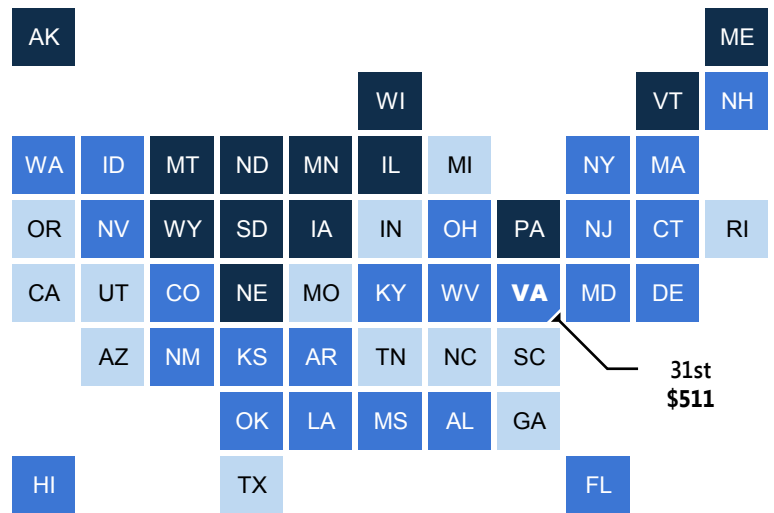 AK ME
WI VT NH
WA ID MT ND MN IL MI NY MA
OR NV WY SD IA IN OH PA NJ CT RI
CA UT CO NE MO KY WV VA MD DE
AZ NM KS AR TN NC SC
31st
$511
OK LA MS AL GA
HI TX FL